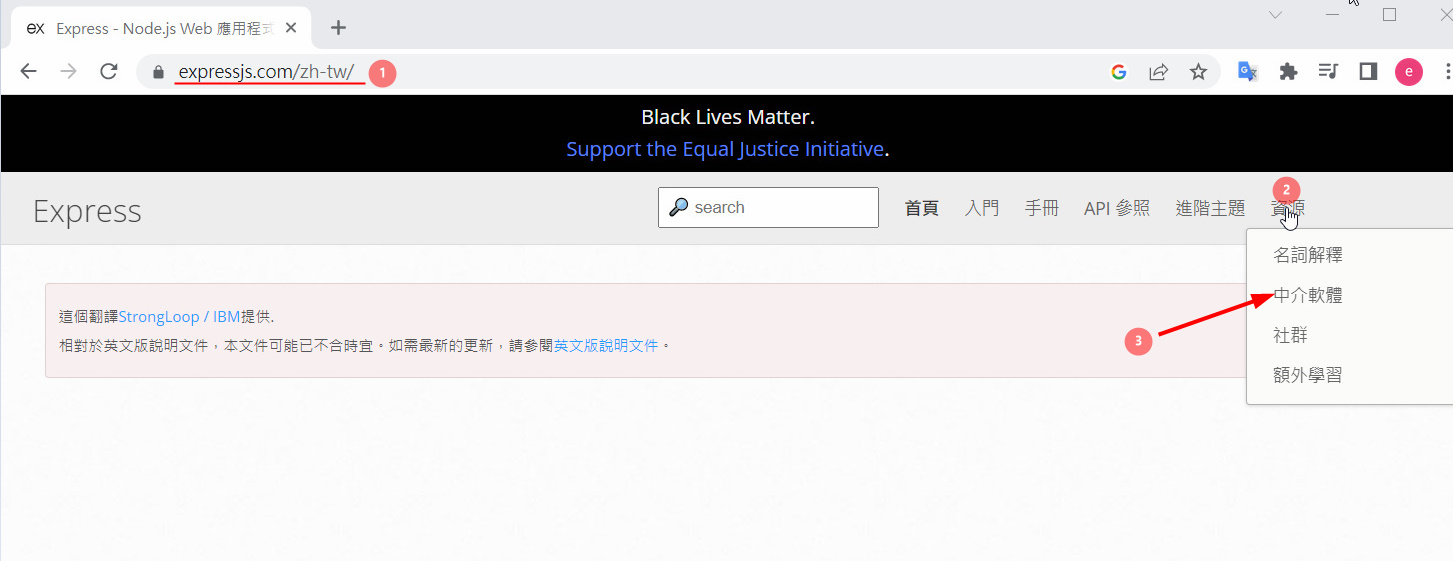 ex Express - Node.js Web 應用程式
expressjs.com/zh-tw/ 1
e
Black Lives Matter.
Support the Equal Justice Initiative.
Express
search
首頁 入門 手冊 API 參照 進階主題 資源
2
名詞解釋
中介軟體
社群
額外學習
3
這個翻譯StrongLoop / IBM提供.
相對於英文版說明文件，本文件可能已不合時宜。如需最新的更新，請參閱英文版說明文件。